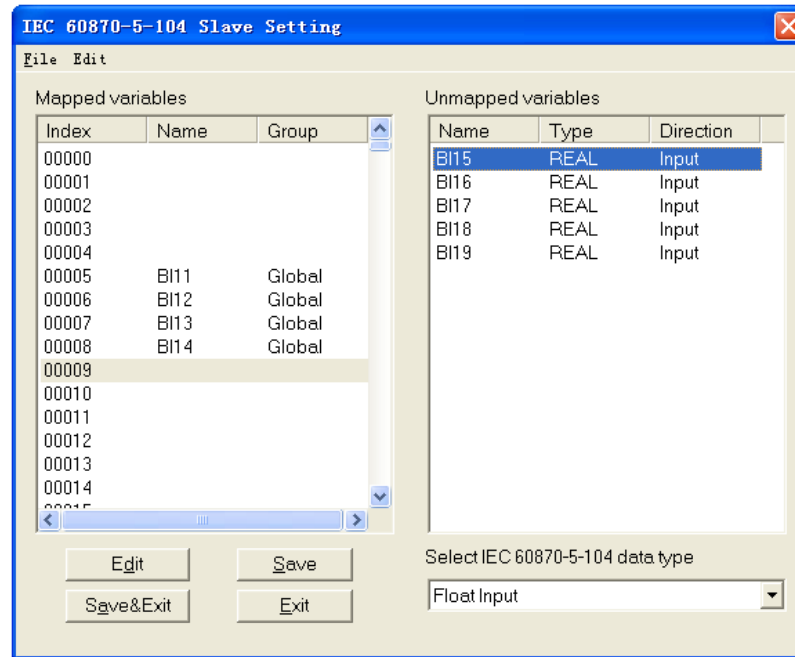 IEC 60870-5-104 Slave Setting
File Edit
Mapped variables
Index Name Group
00000
00001
00002
00003
00004
00005 BI11 Global
00006 BI12 Global
00007 BI13 Global
00008 BI14 Global
00009
00010
00011
00012
00013
00014
00015
Edit Save
Save&Exit Exit
Unmapped variables
Name Type Direction
BI15 REAL Input
BI16 REAL Input
BI17 REAL Input
BI18 REAL Input
BI19 REAL Input
Select IEC 60870-5-104 data type
Float Input